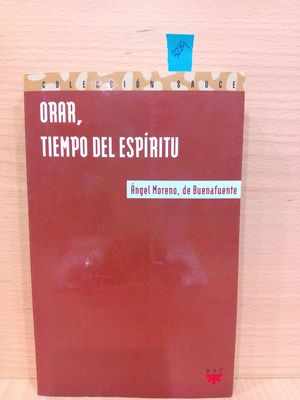 COLECCIÓN SAUCE
ORAR,
TIEMPO DEL ESPÍRITU
Ángel Moreno, de Buenafuente
PPC